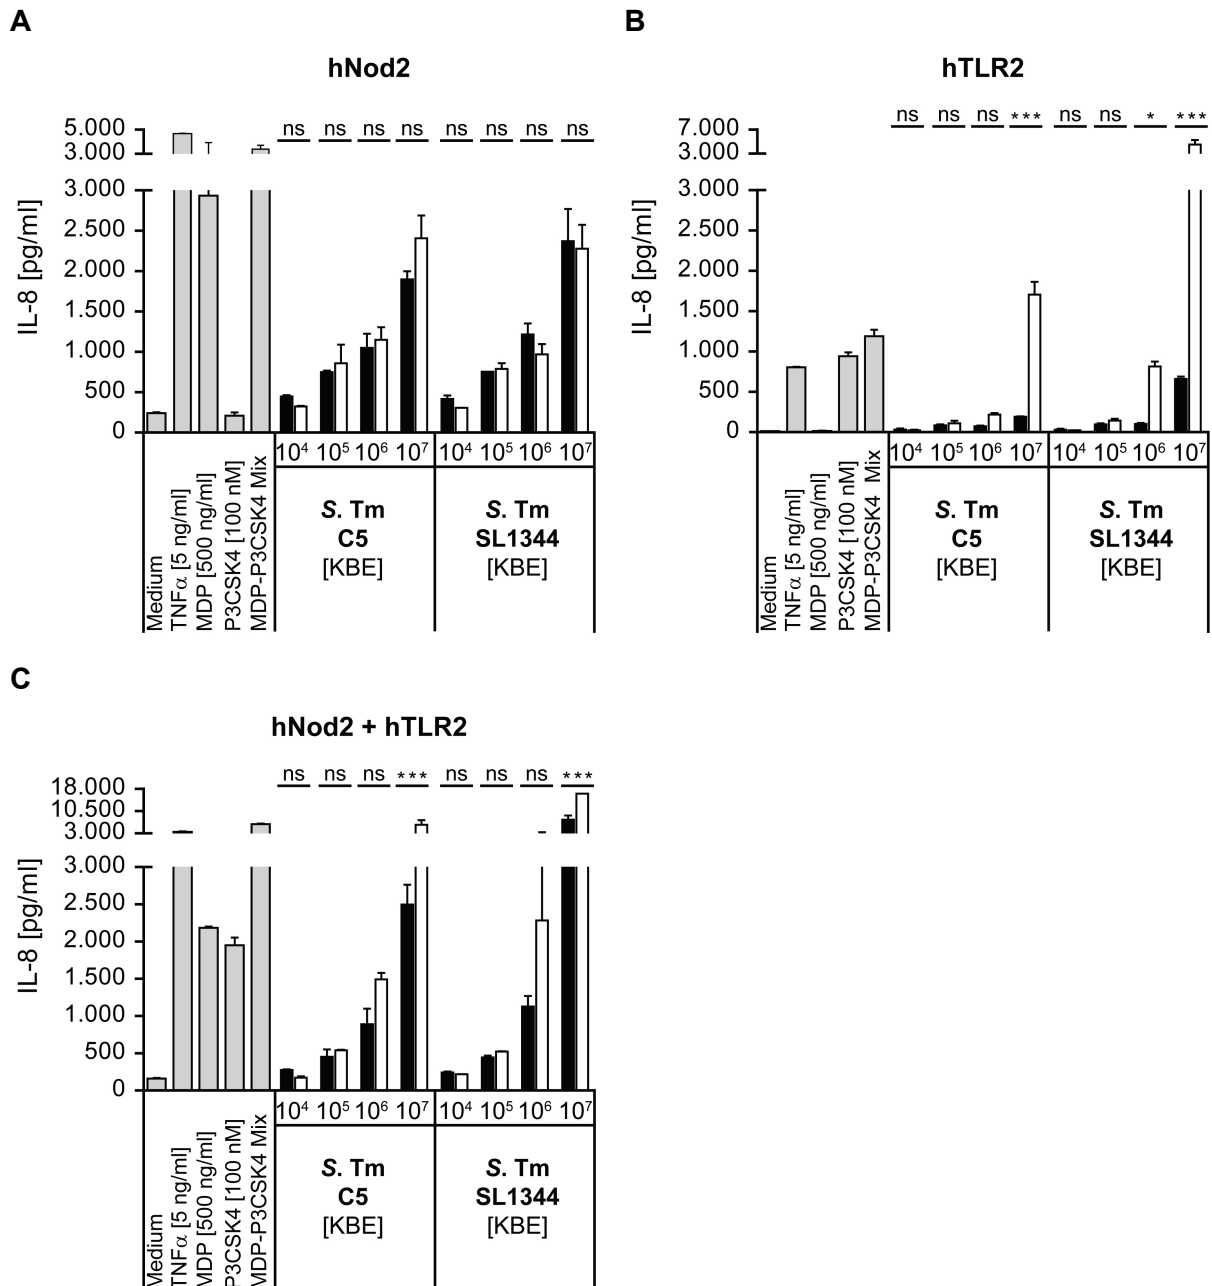 A
hNod2
ns ns ns ns ns ns ns ns
5.000
3.000
3.000
2.500
2.000
1.500
1.000
500
0
IL-8 [pg/ml]
10⁴ 10⁵ 10⁶ 10⁷ 10⁴ 10⁵ 10⁶ 10⁷
Medium
TNFα [5 ng/ml]
MDP [500 ng/ml]
P3CSK4 [100 nM]
MDP-P3CSK4 Mix
S. Tm
C5
[KBE]
S. Tm
SL1344
[KBE]
B
hTLR2
ns ns ns *** ns ns * ***
7.000
3.000
3.000
2.500
2.000
1.500
1.000
500
0
IL-8 [pg/ml]
10⁴ 10⁵ 10⁶ 10⁷ 10⁴ 10⁵ 10⁶ 10⁷
Medium
TNFα [5 ng/ml]
MDP [500 ng/ml]
P3CSK4 [100 nM]
MDP-P3CSK4 Mix
S. Tm
C5
[KBE]
S. Tm
SL1344
[KBE]
C
hNod2 + hTLR2
ns ns ns *** ns ns ns ***
18.000
10.500
3.000
3.000
2.500
2.000
1.500
1.000
500
0
IL-8 [pg/ml]
10⁴ 10⁵ 10⁶ 10⁷ 10⁴ 10⁵ 10⁶ 10⁷
Medium
TNFα [5 ng/ml]
MDP [500 ng/ml]
P3CSK4 [100 nM]
MDP-P3CSK4 Mix
S. Tm
C5
[KBE]
S. Tm
SL1344
[KBE]